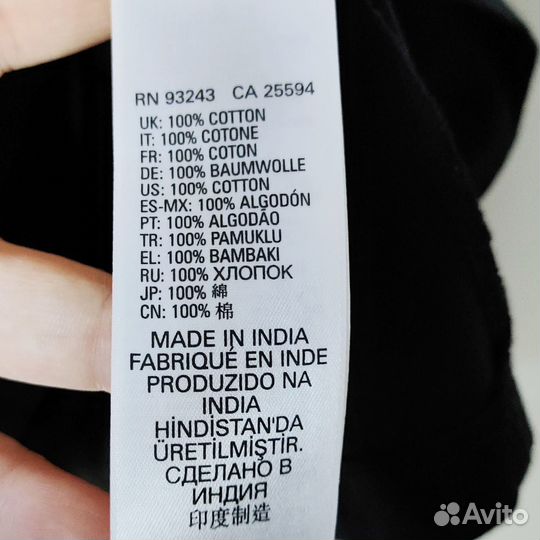 RN 93243 CA 25594
UK: 100% COTTON
IT: 100% COTONE
FR: 100% COTON
DE: 100% BAUMWOLLE
US: 100% COTTON
ES-MX: 100% ALGODÓN
PT: 100% ALGODÃO
TR: 100% PAMUKLU
EL: 100% BAMBAKI
RU: 100% ХЛОПОК
JP: 100% 綿
CN: 100% 棉
MADE IN INDIA
FABRIQUÉ EN INDE
PRODUZIDO NA
INDIA
HİNDİSTAN'DA
ÜRETİLMİŞTİR.
СДЕЛАНО В
ИНДИЯ
印度制造
Avito